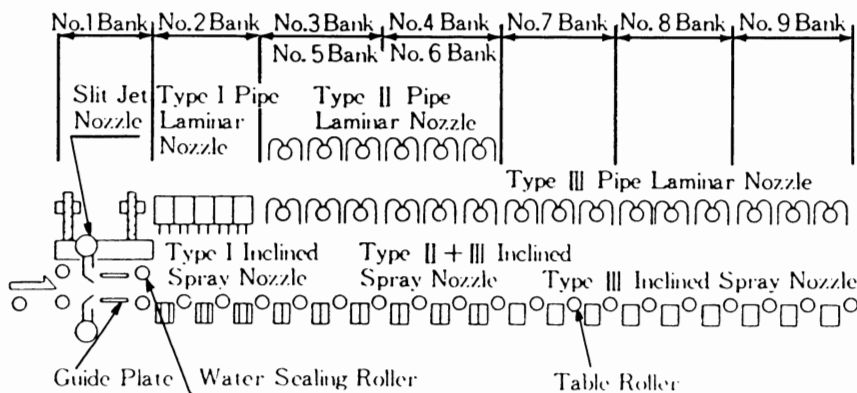 No.1 Bank No.2 Bank No.3 Bank No.4 Bank No.7 Bank No.8 Bank No.9 Bank
No.5 Bank No.6 Bank
Slit Jet
Nozzle
Type I Pipe
Laminar
Nozzle
Type II Pipe
Laminar Nozzle
Type III Pipe Laminar Nozzle
Type I Inclined
Spray Nozzle
Type II + III Inclined
Spray Nozzle
Type III Inclined Spray Nozzle
Guide Plate
Water Sealing Roller
Table Roller